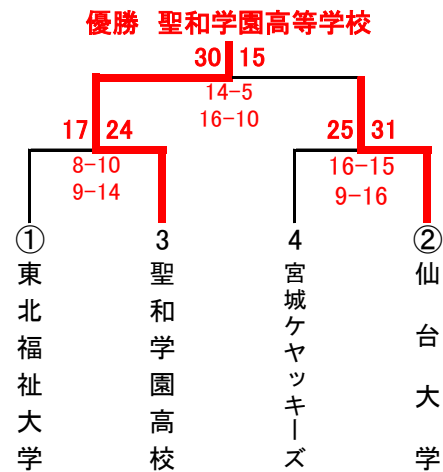 優勝 聖和学園高等学校
30 15
14-5
16-10
17 24
8-10
9-14
25 31
16-15
9-16
① 3 4 ②
東北福祉大学
聖和学園高校
宮城ケヤッキーズ
仙台大学